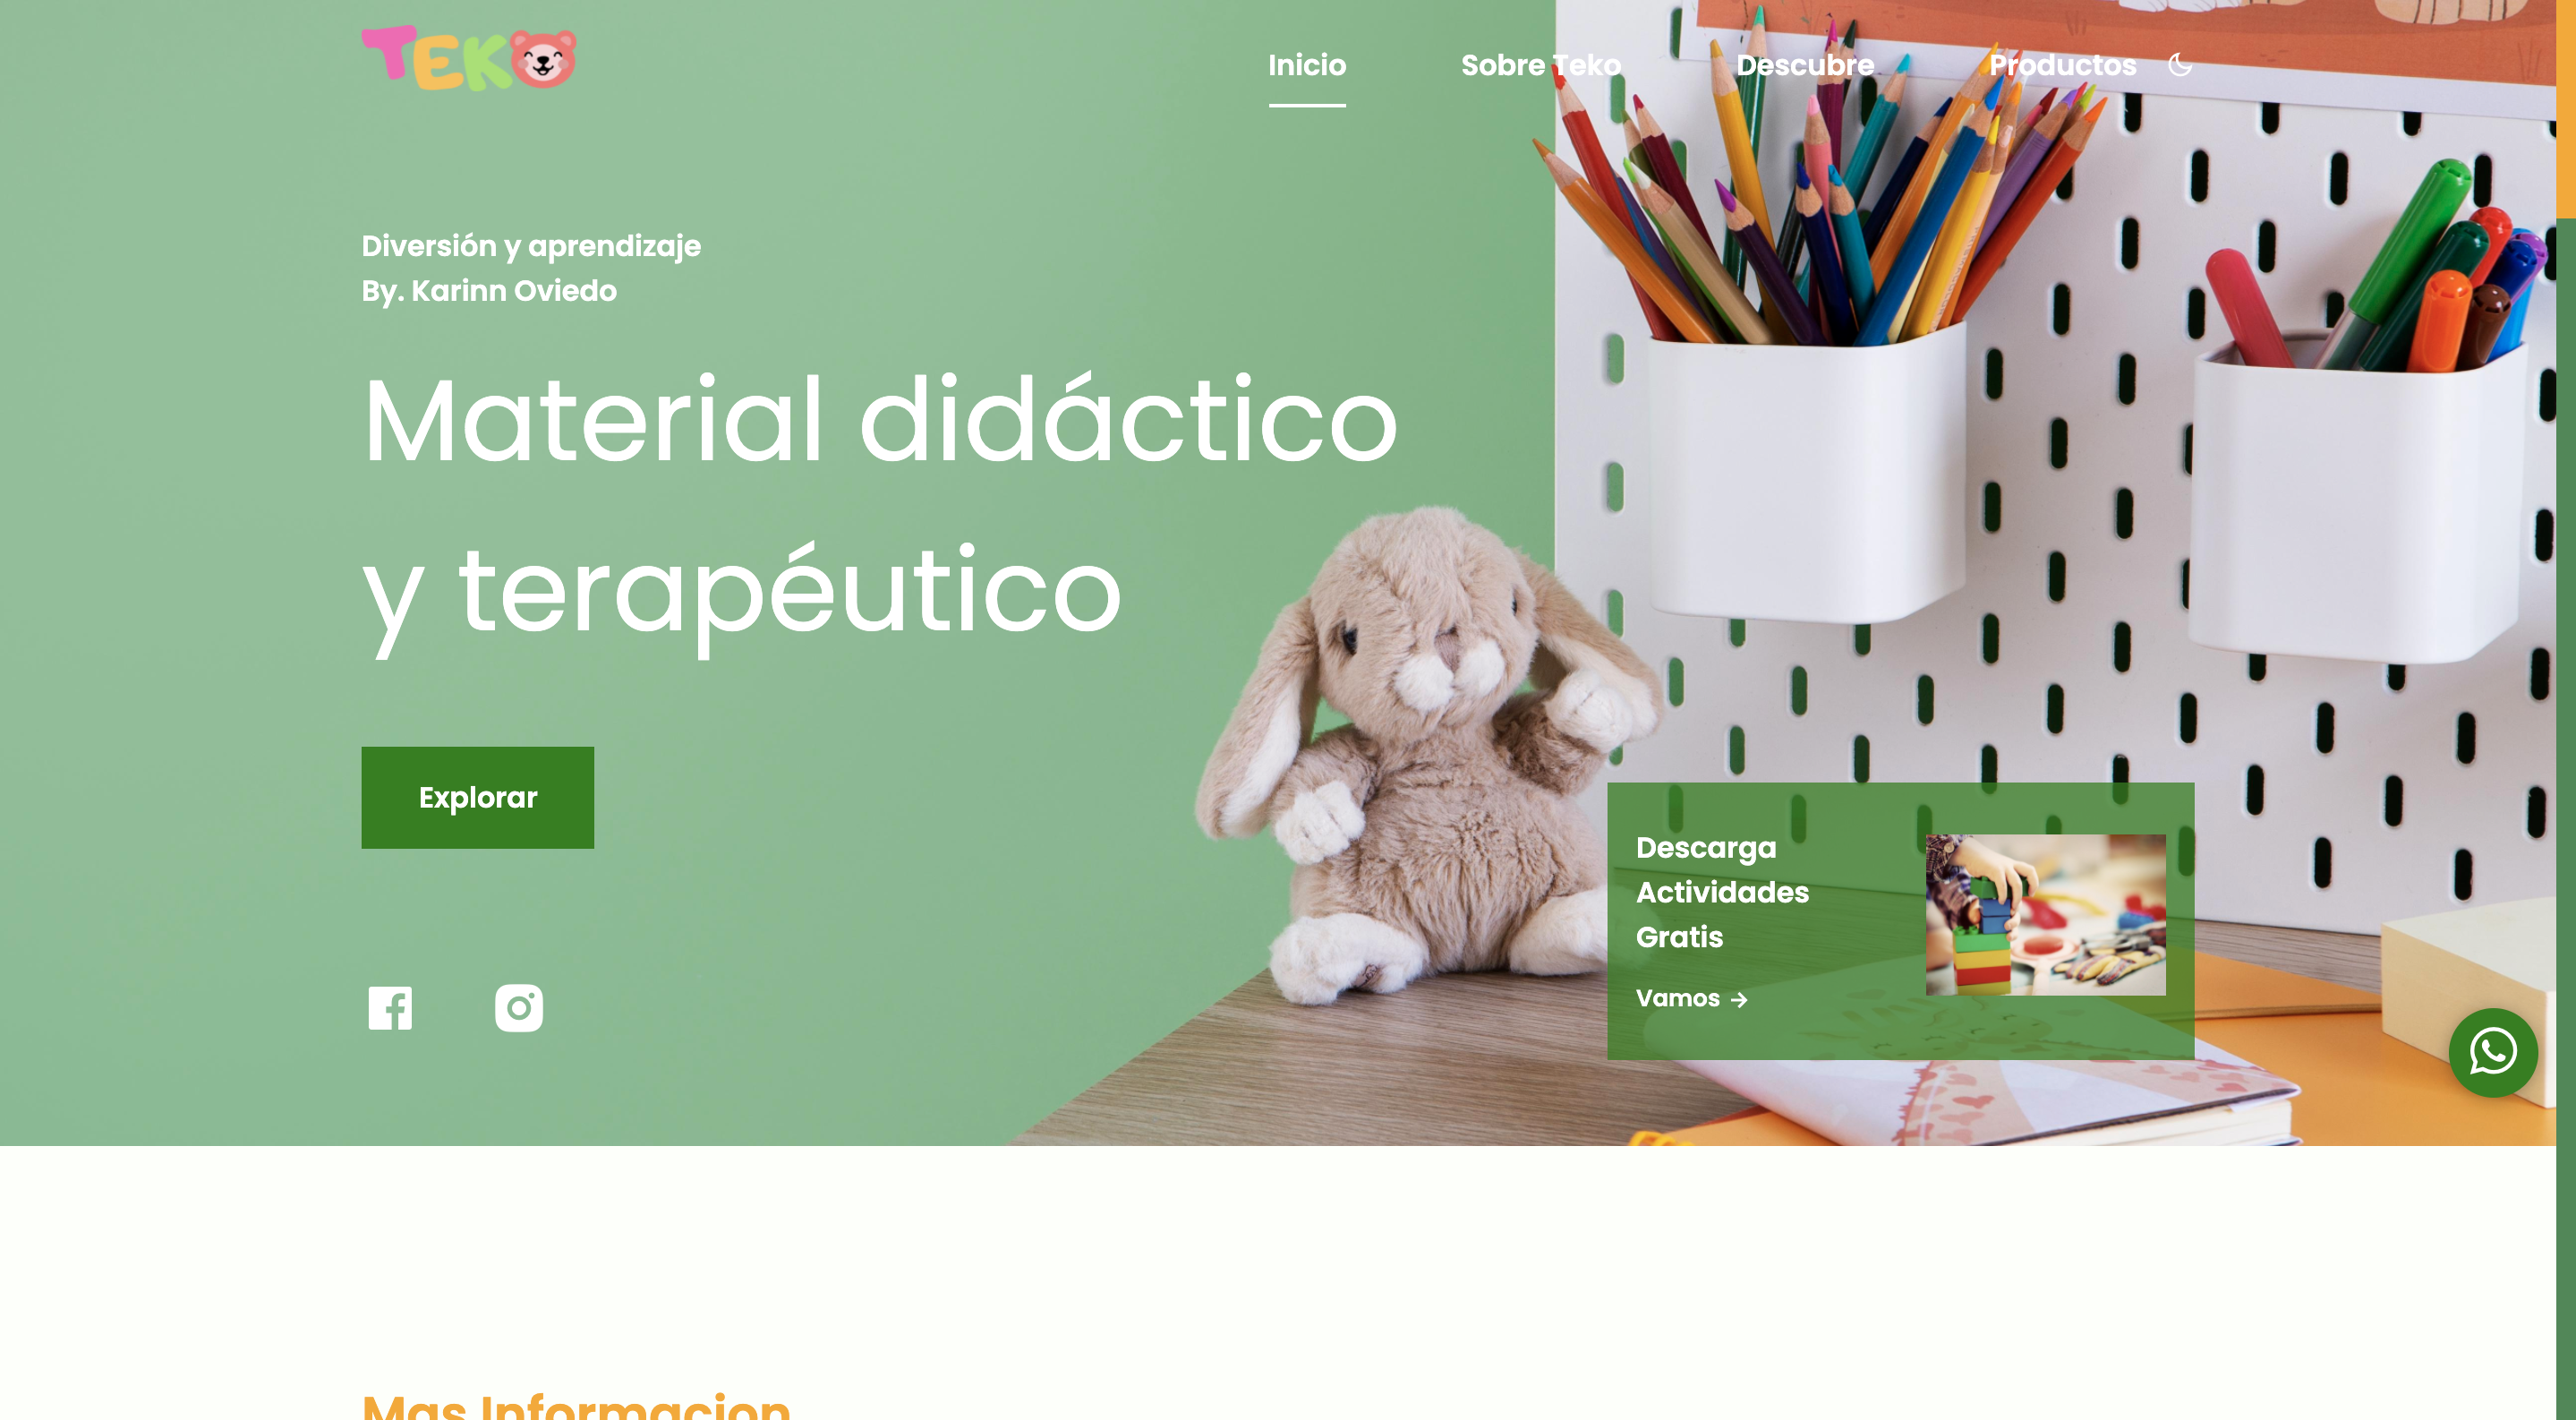 TEKO
Inicio
Sobre Teko
Descubre
Productos
Diversión y aprendizaje
By. Karinn Oviedo
Material didáctico
y terapéutico
Explorar
Descarga
Actividades
Gratis
Vamos →
Mas Informacion